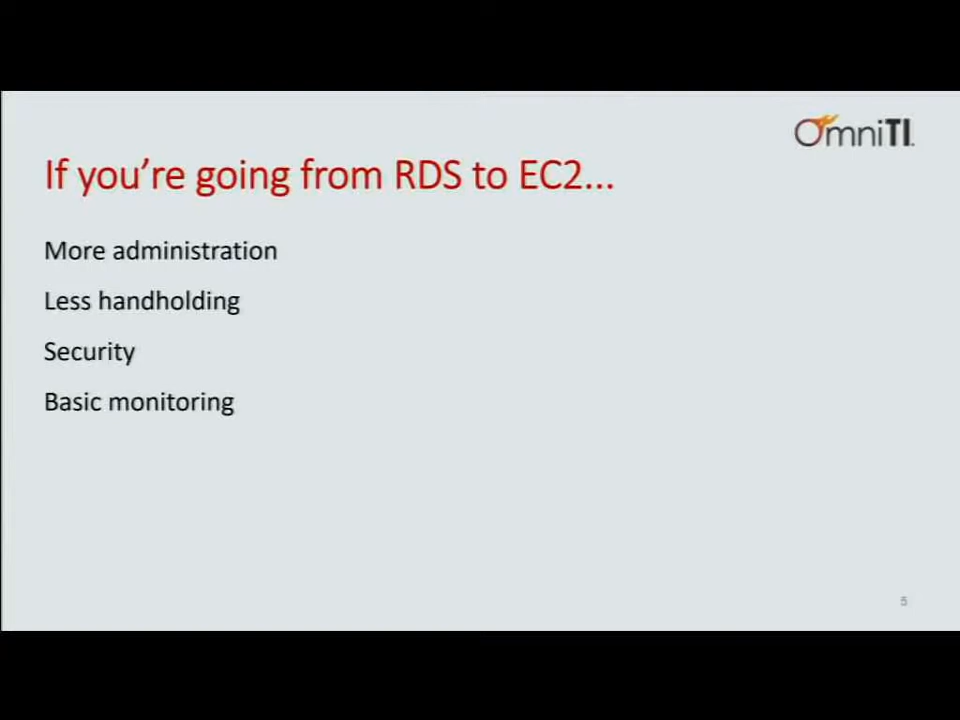 OmniTI
If you're going from RDS to EC2...
More administration
Less handholding
Security
Basic monitoring
5